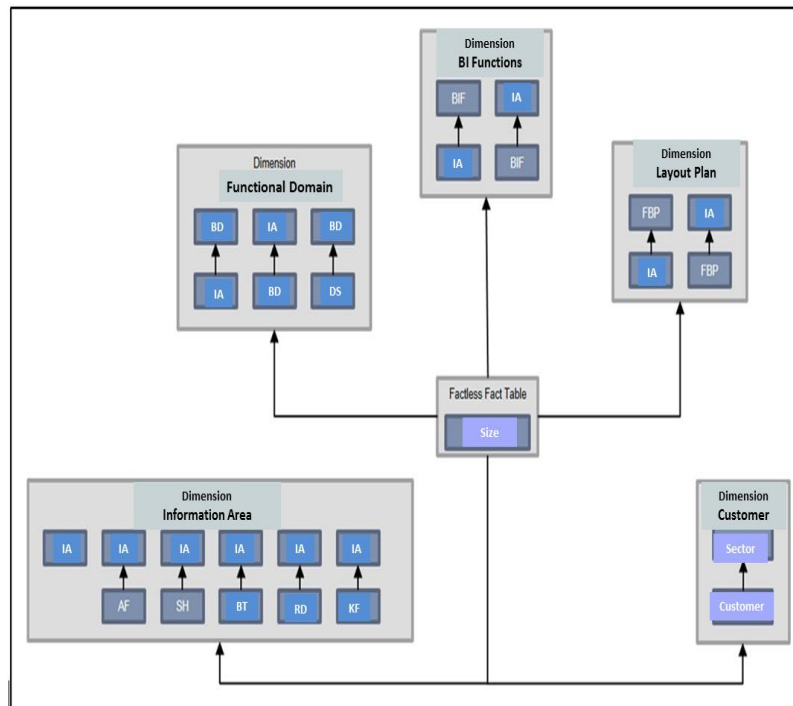 Dimension
BI Functions
BIF IA
IA BIF
Dimension
Functional Domain
BD IA BD
IA BD DS
Dimension
Layout Plan
FBP IA
IA FBP
Factless Fact Table
Size
Dimension
Information Area
IA IA IA IA IA IA
AF SH BT RD KF
Dimension
Customer
Sector
Customer